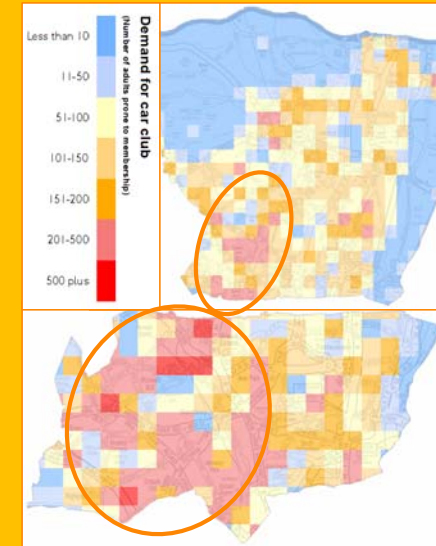 Demand for car club
(Number of adults prone to membership)
Less than 10
11-50
51-100
101-150
151-200
201-500
500 plus